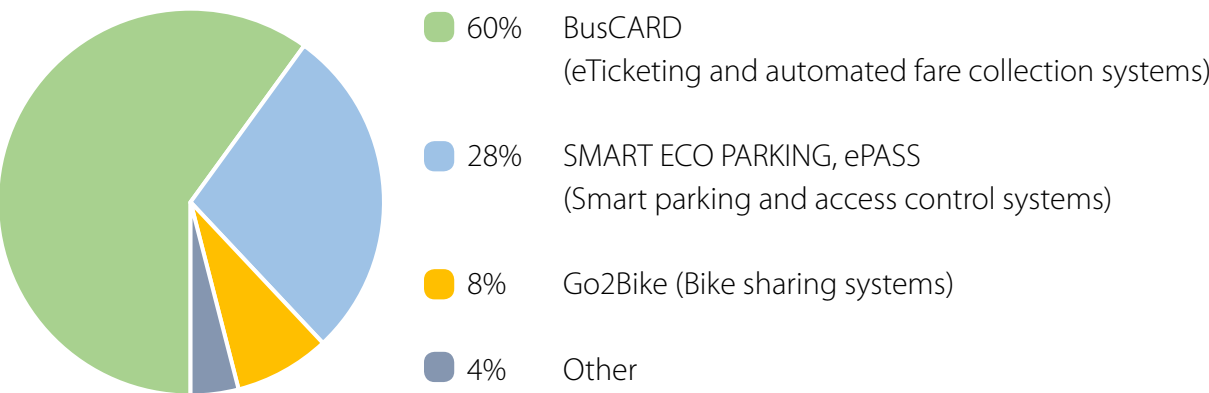 60% BusCARD
(eTicketing and automated fare collection systems)
28% SMART ECO PARKING, ePASS
(Smart parking and access control systems)
8% Go2Bike (Bike sharing systems)
4% Other